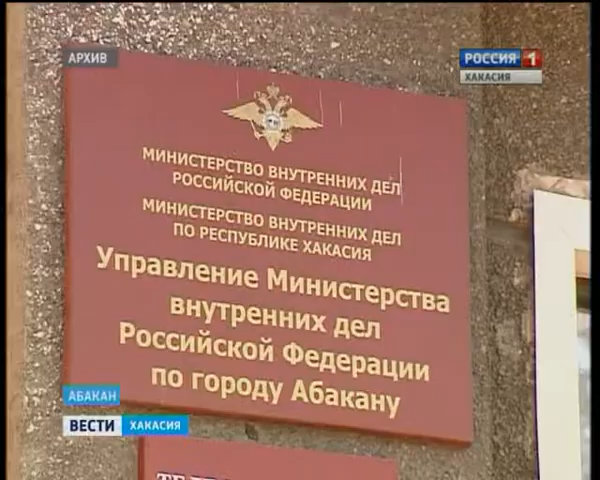 АРХИВ
РОССИЯ 1
ХАКАСИЯ
МИНИСТЕРСТВО ВНУТРЕННИХ ДЕЛ
РОССИЙСКОЙ ФЕДЕРАЦИИ
МИНИСТЕРСТВО ВНУТРЕННИХ ДЕЛ
ПО РЕСПУБЛИКЕ ХАКАСИЯ
Управление Министерства
внутренних дел
Российской Федерации
по городу Абакану
АБАКАН
ВЕСТИ ХАКАСИЯ